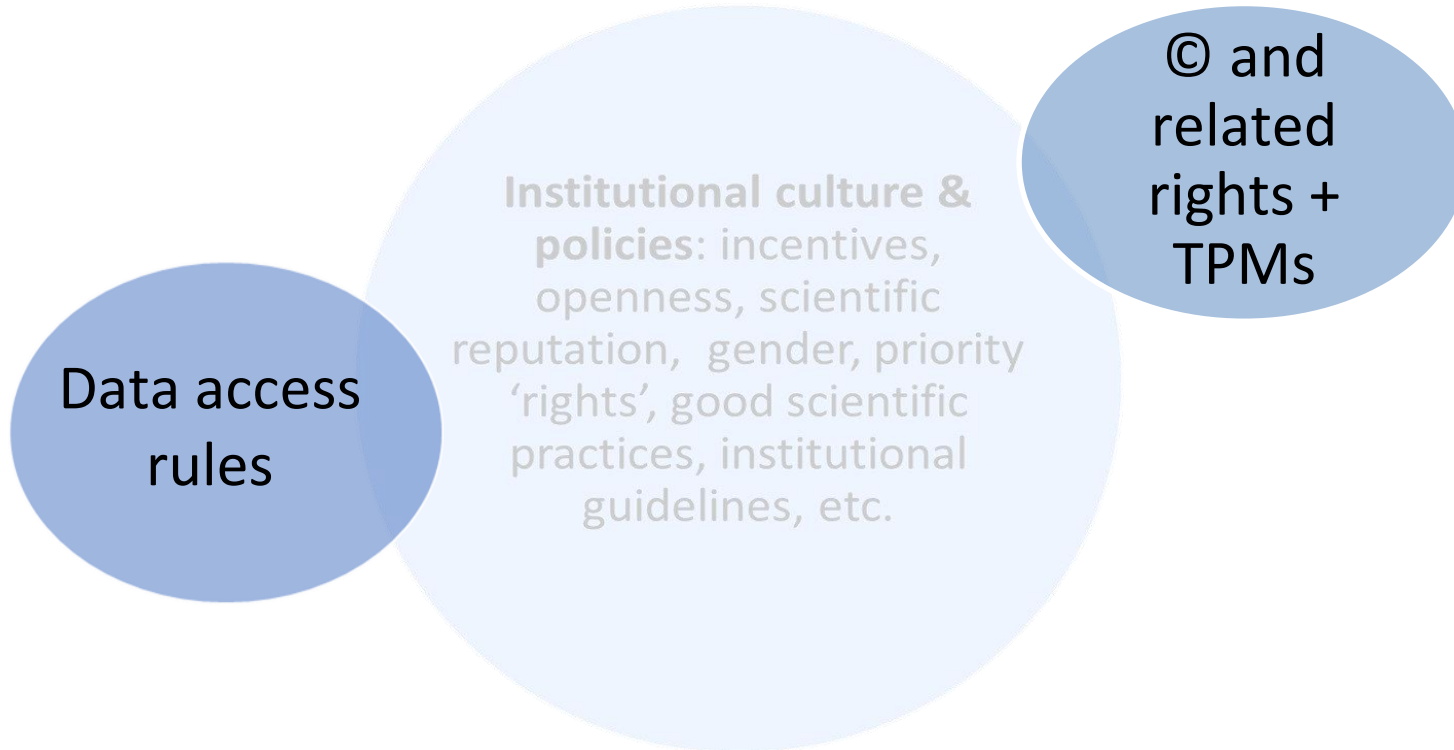 © and
related
rights +
TPMs
Institutional culture &
policies: incentives,
openness, scientific
reputation,  gender, priority
‘rights’, good scientific
practices, institutional
guidelines, etc.
Data access
rules